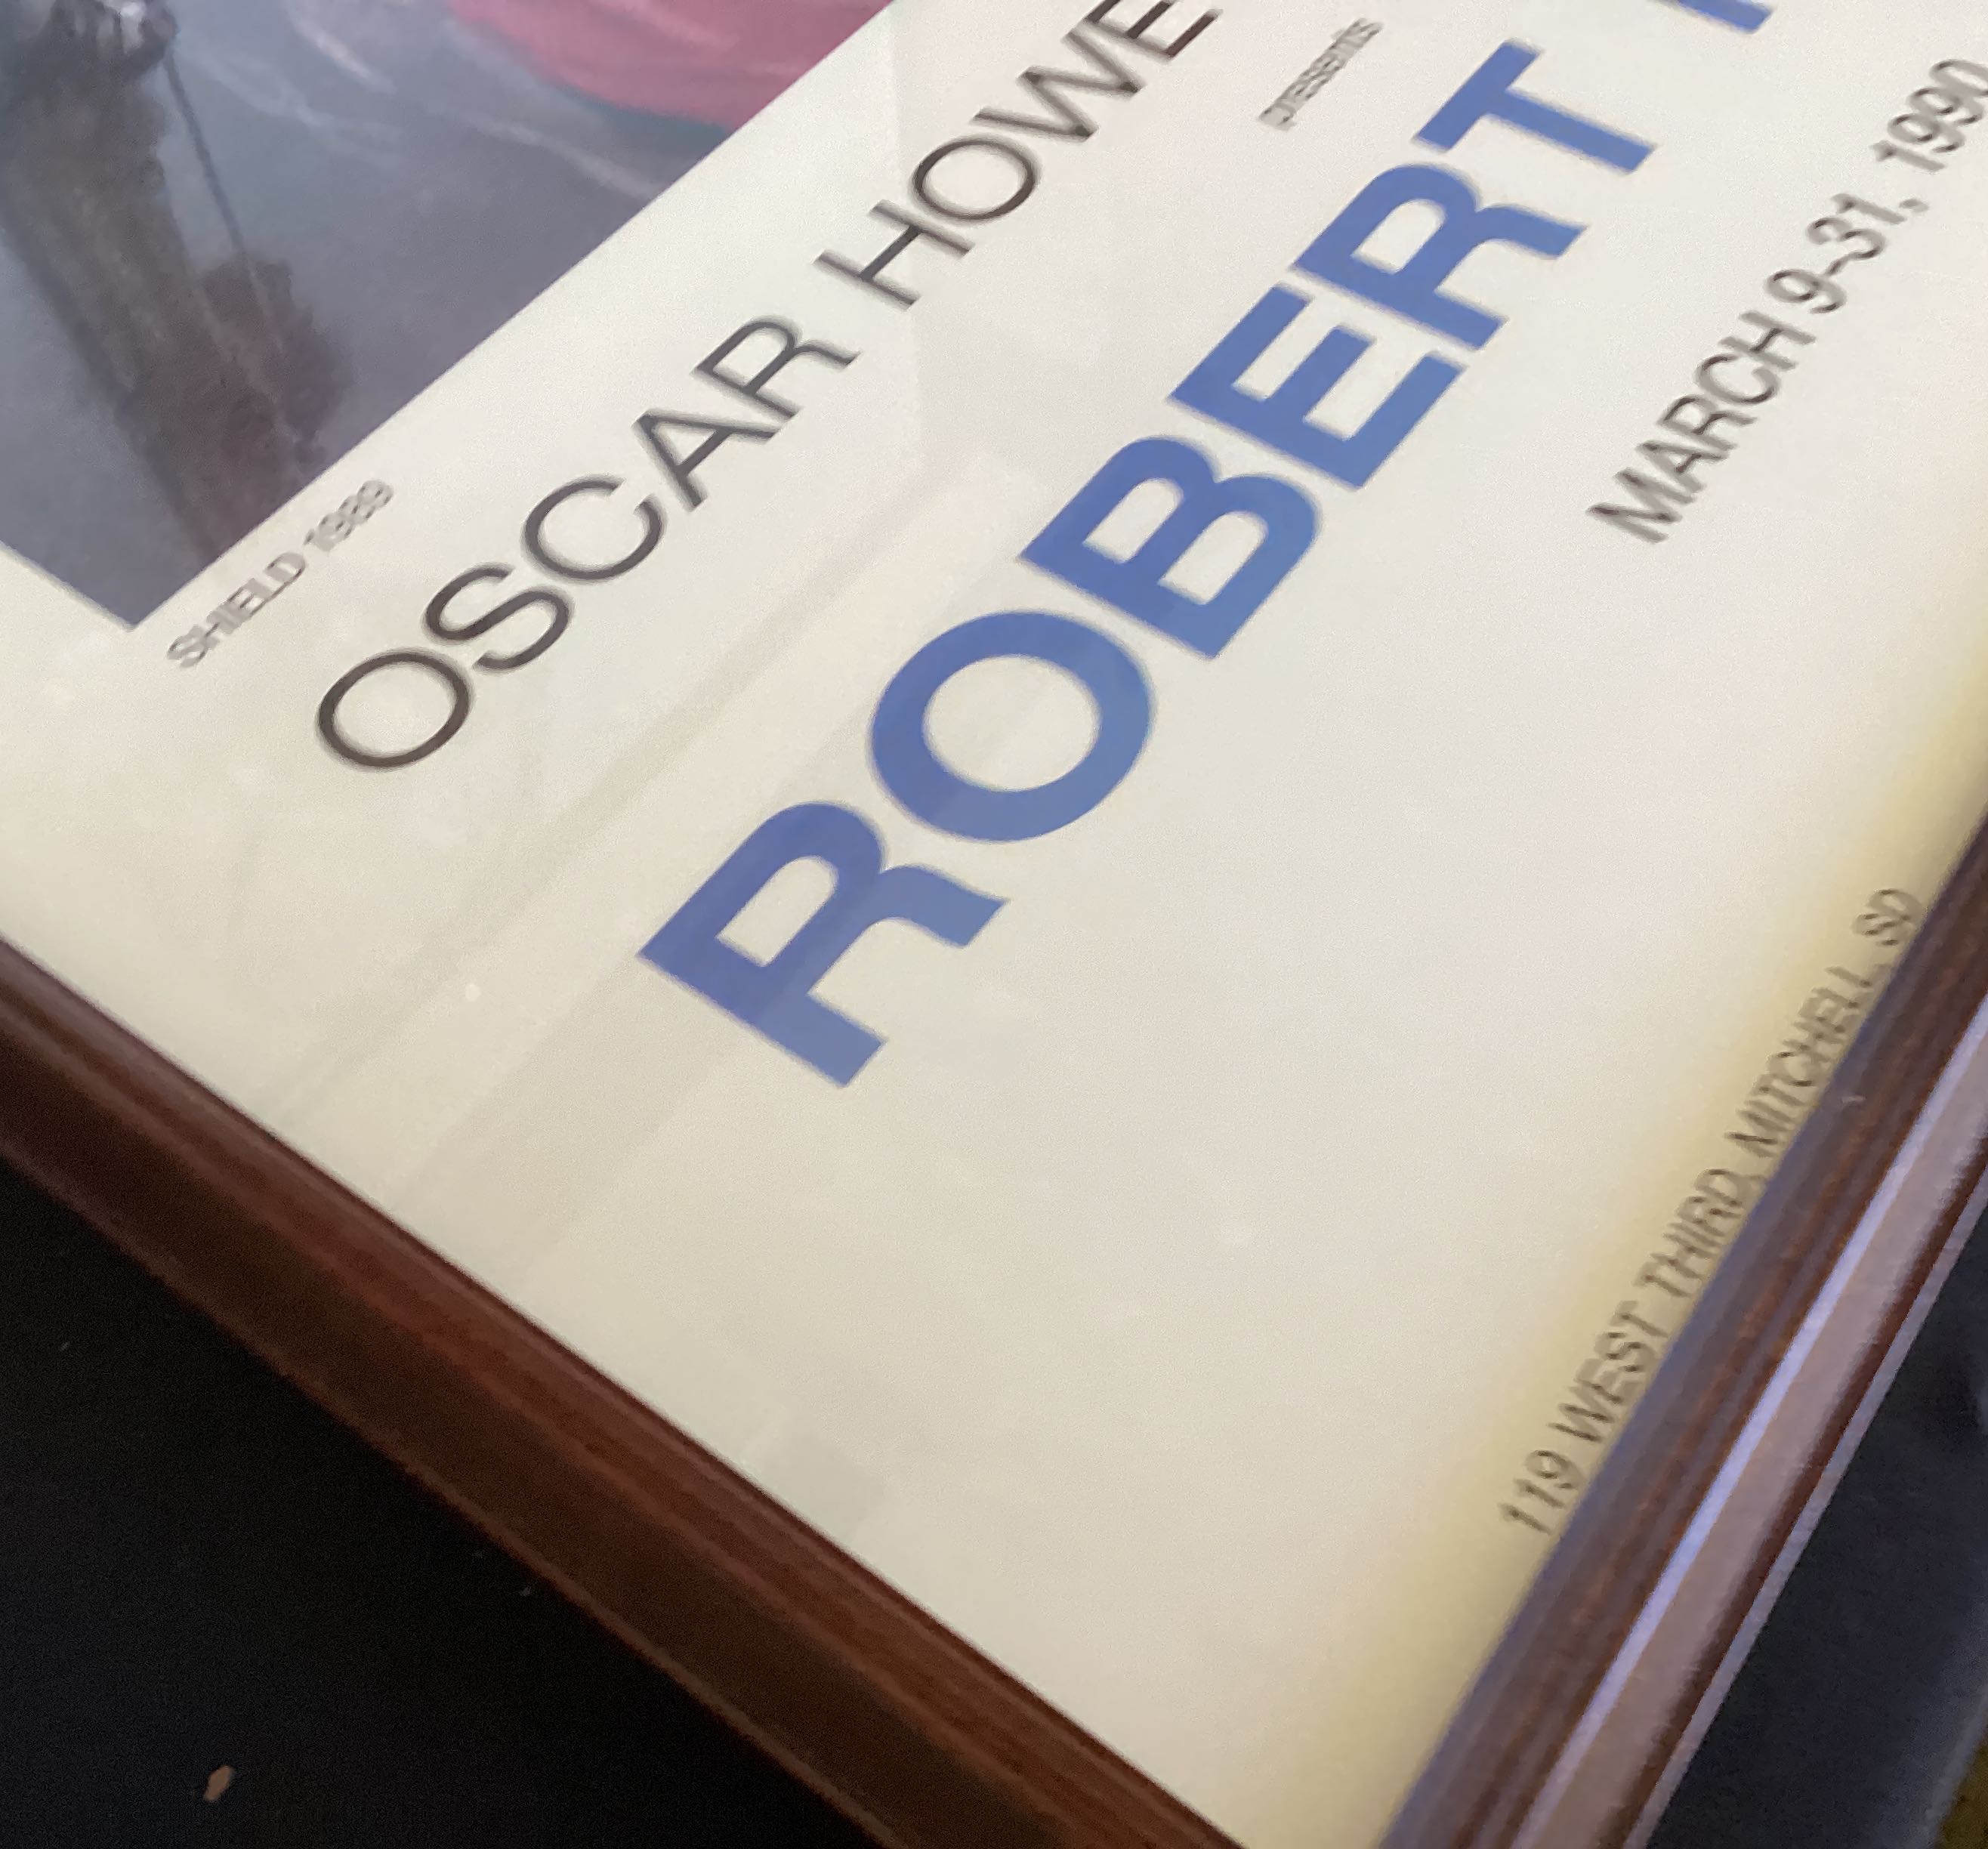 SHIELD 1989
OSCAR HOWE
presents
ROBERT
MARCH 9-31, 1990
119 WEST THIRD, MITCHELL, SD